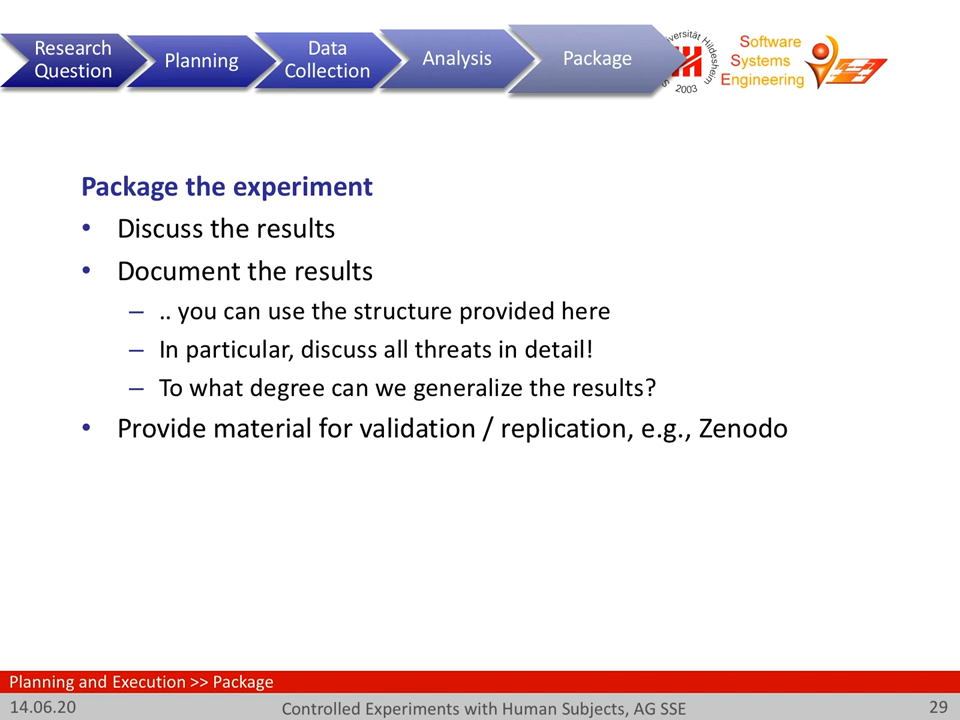 Research
Question
Planning
Data
Collection
Analysis
Package
Hildesheim
2003
Software
Systems
Engineering
Package the experiment
• Discuss the results
• Document the results
– .. you can use the structure provided here
– In particular, discuss all threats in detail!
– To what degree can we generalize the results?
• Provide material for validation / replication, e.g., Zenodo
Planning and Execution >> Package
14.06.20
Controlled Experiments with Human Subjects, AG SSE
29